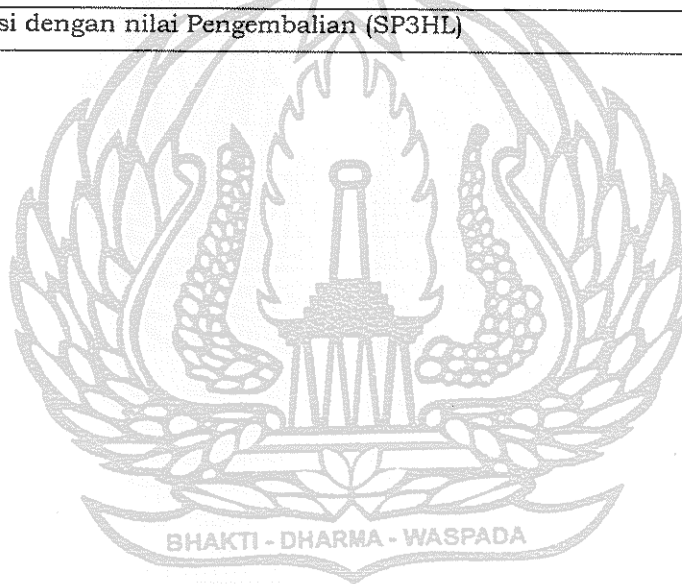 si dengan nilai Pengembalian (SP3HL)
BHAKTI - DHARMA - WASPADA